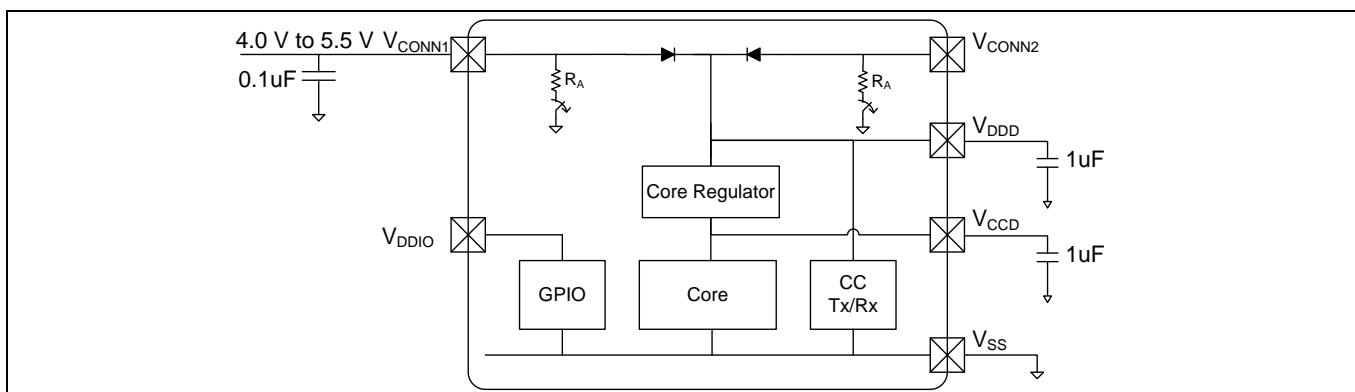 4.0 V to 5.5 V VCONN1
0.1uF
RA
RA
VCONN2
VDDD
1uF
Core Regulator
VDDIO
VCCD
1uF
GPIO
Core
CC
Tx/Rx
VSS